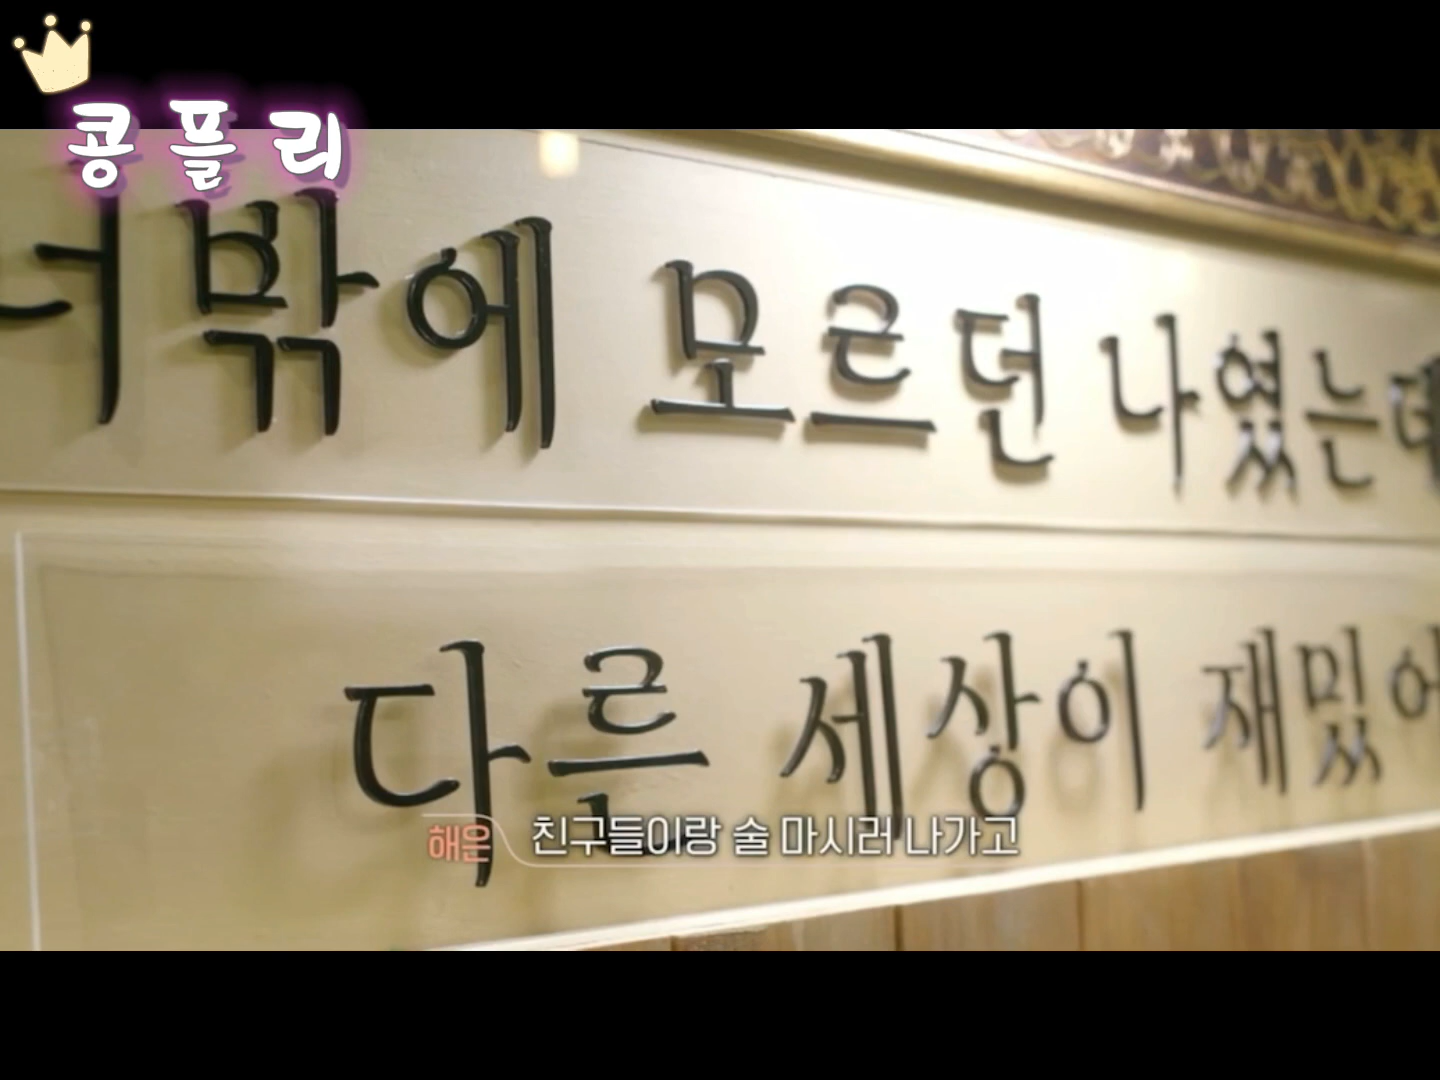 콩플리
너밖에 모르던 나였는데
다른 세상이 재밌어
해은 친구들이랑 술 마시러 나가고